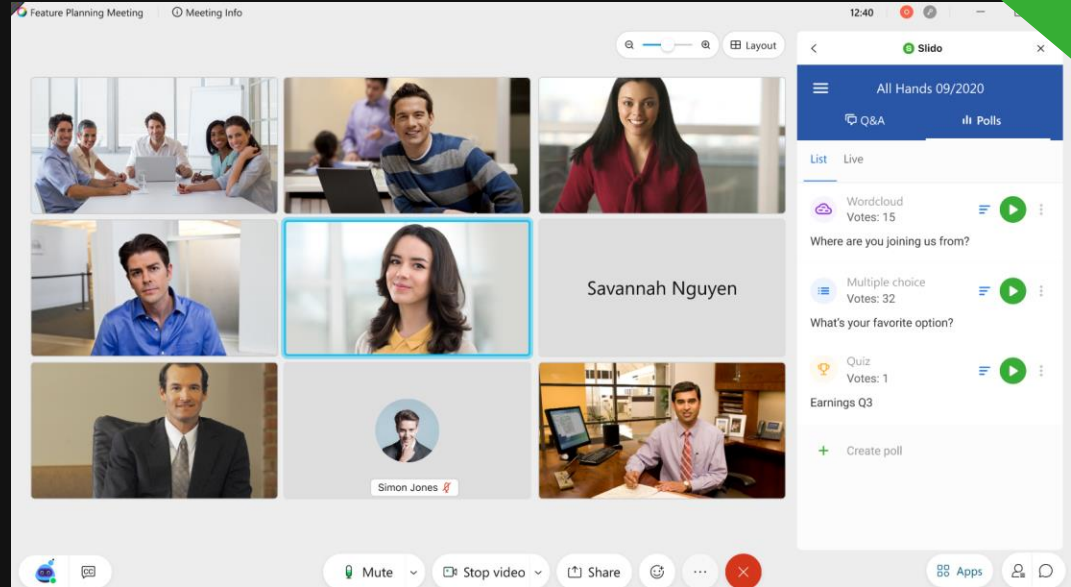 Feature Planning Meeting
Meeting Info
12:40
Layout
Slido
All Hands 09/2020
Q&A
Polls
List
Live
Wordcloud
Votes: 15
Where are you joining us from?
Multiple choice
Votes: 32
What's your favorite option?
Quiz
Votes: 1
Earnings Q3
Create poll
Savannah Nguyen
Simon Jones
CC
Mute
Stop video
Share
Apps